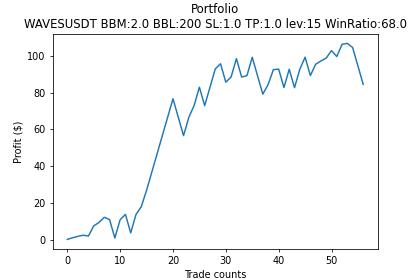 Portfolio
WAVESUSDT BBM:2.0 BBL:200 SL:1.0 TP:1.0 lev:15 WinRatio:68.0
100
80
60
40
20
0
Profit ($)
0 10 20 30 40 50
Trade counts